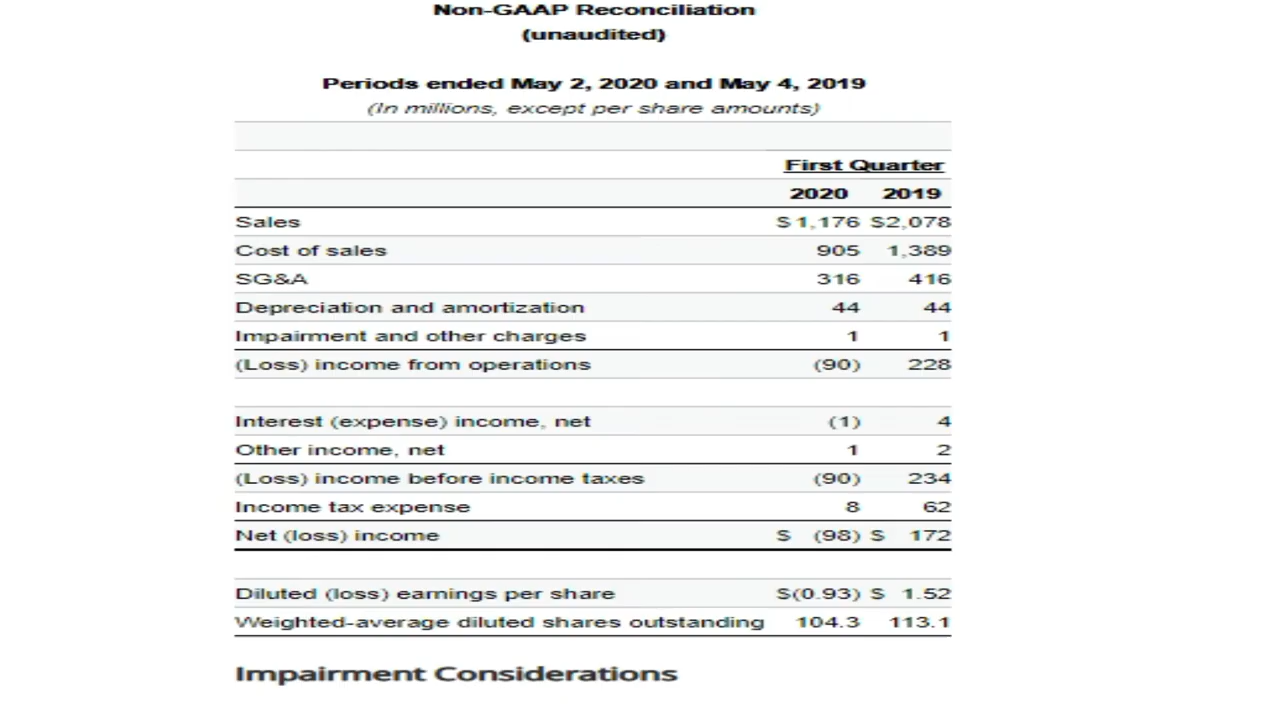 Non-GAAP Reconciliation
(unaudited)
Periods ended May 2, 2020 and May 4, 2019
(In millions, except per share amounts)
First Quarter
2020 2019
Sales $1,176 $2,078
Cost of sales 905 1,389
SG&A 316 416
Depreciation and amortization 44 44
Impairment and other charges 1 1
(Loss) income from operations (90) 228
Interest (expense) income, net (1) 4
Other income, net 1 2
(Loss) income before income taxes (90) 234
Income tax expense 8 62
Net (loss) income $ (98) $ 172
Diluted (loss) earnings per share $(0.93) $ 1.52
Weighted-average diluted shares outstanding 104.3 113.1
Impairment Considerations